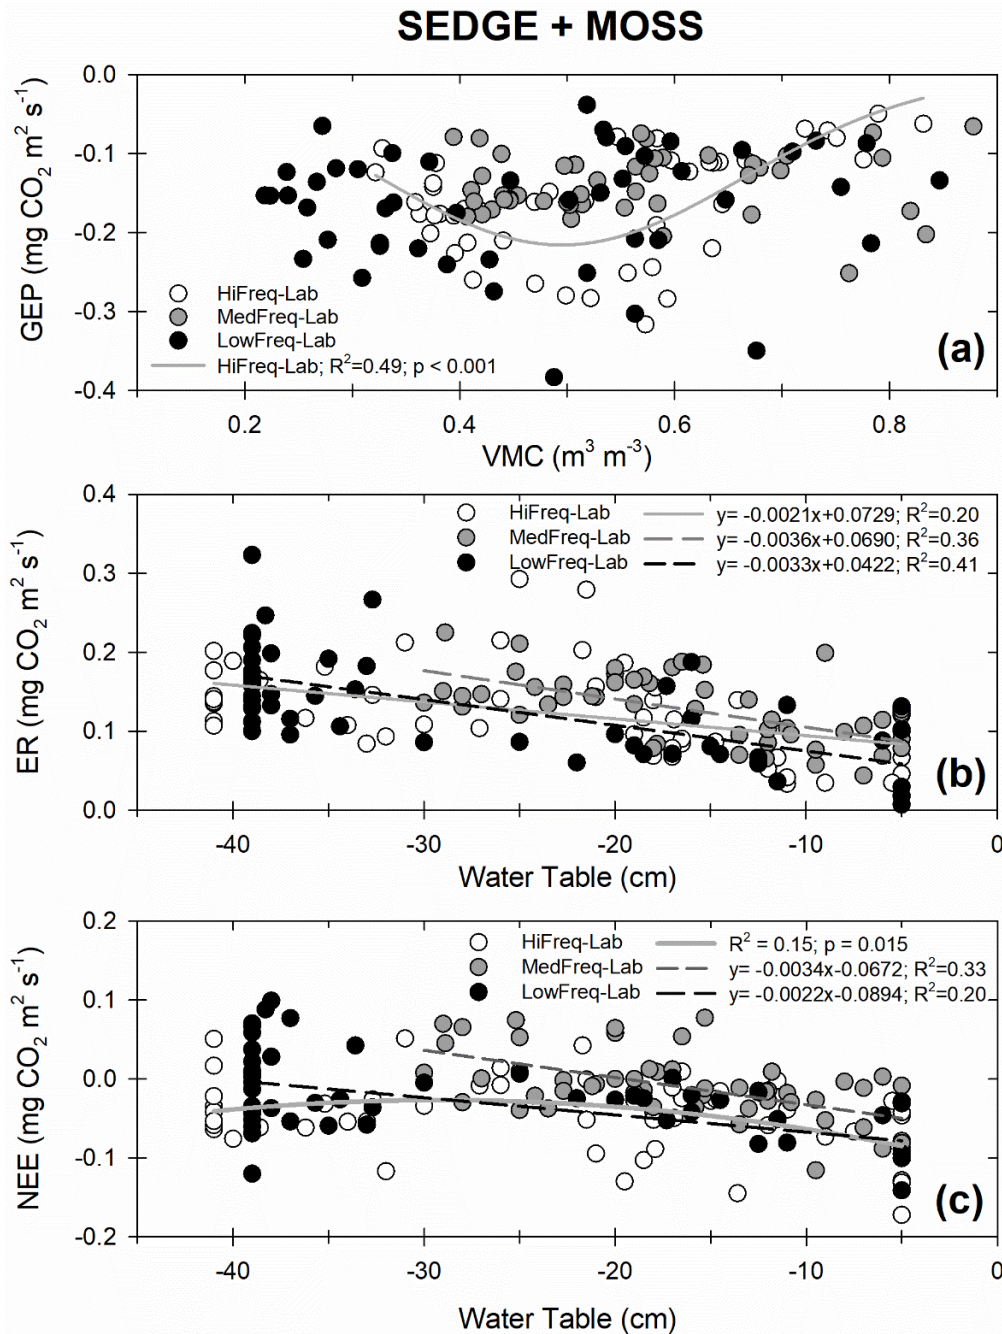 SEDGE + MOSS
0.0
-0.1
-0.2
-0.3
-0.4
GEP (mg CO₂ m² s⁻¹)
HiFreq-Lab
MedFreq-Lab
LowFreq-Lab
HiFreq-Lab; R²=0.49; p < 0.001
(a)
0.2 0.4 0.6 0.8
VMC (m³ m⁻³)
0.4
0.3
0.2
0.1
0.0
ER (mg CO₂ m² s⁻¹)
HiFreq-Lab y= -0.0021x+0.0729; R²=0.20
MedFreq-Lab y= -0.0036x+0.0690; R²=0.36
LowFreq-Lab y= -0.0033x+0.0422; R²=0.41
(b)
-40 -30 -20 -10 0
Water Table (cm)
0.2
0.1
0.0
-0.1
-0.2
NEE (mg CO₂ m² s⁻¹)
HiFreq-Lab R² = 0.15; p = 0.015
MedFreq-Lab y= -0.0034x-0.0672; R²=0.33
LowFreq-Lab y= -0.0022x-0.0894; R²=0.20
(c)
-40 -30 -20 -10 0
Water Table (cm)